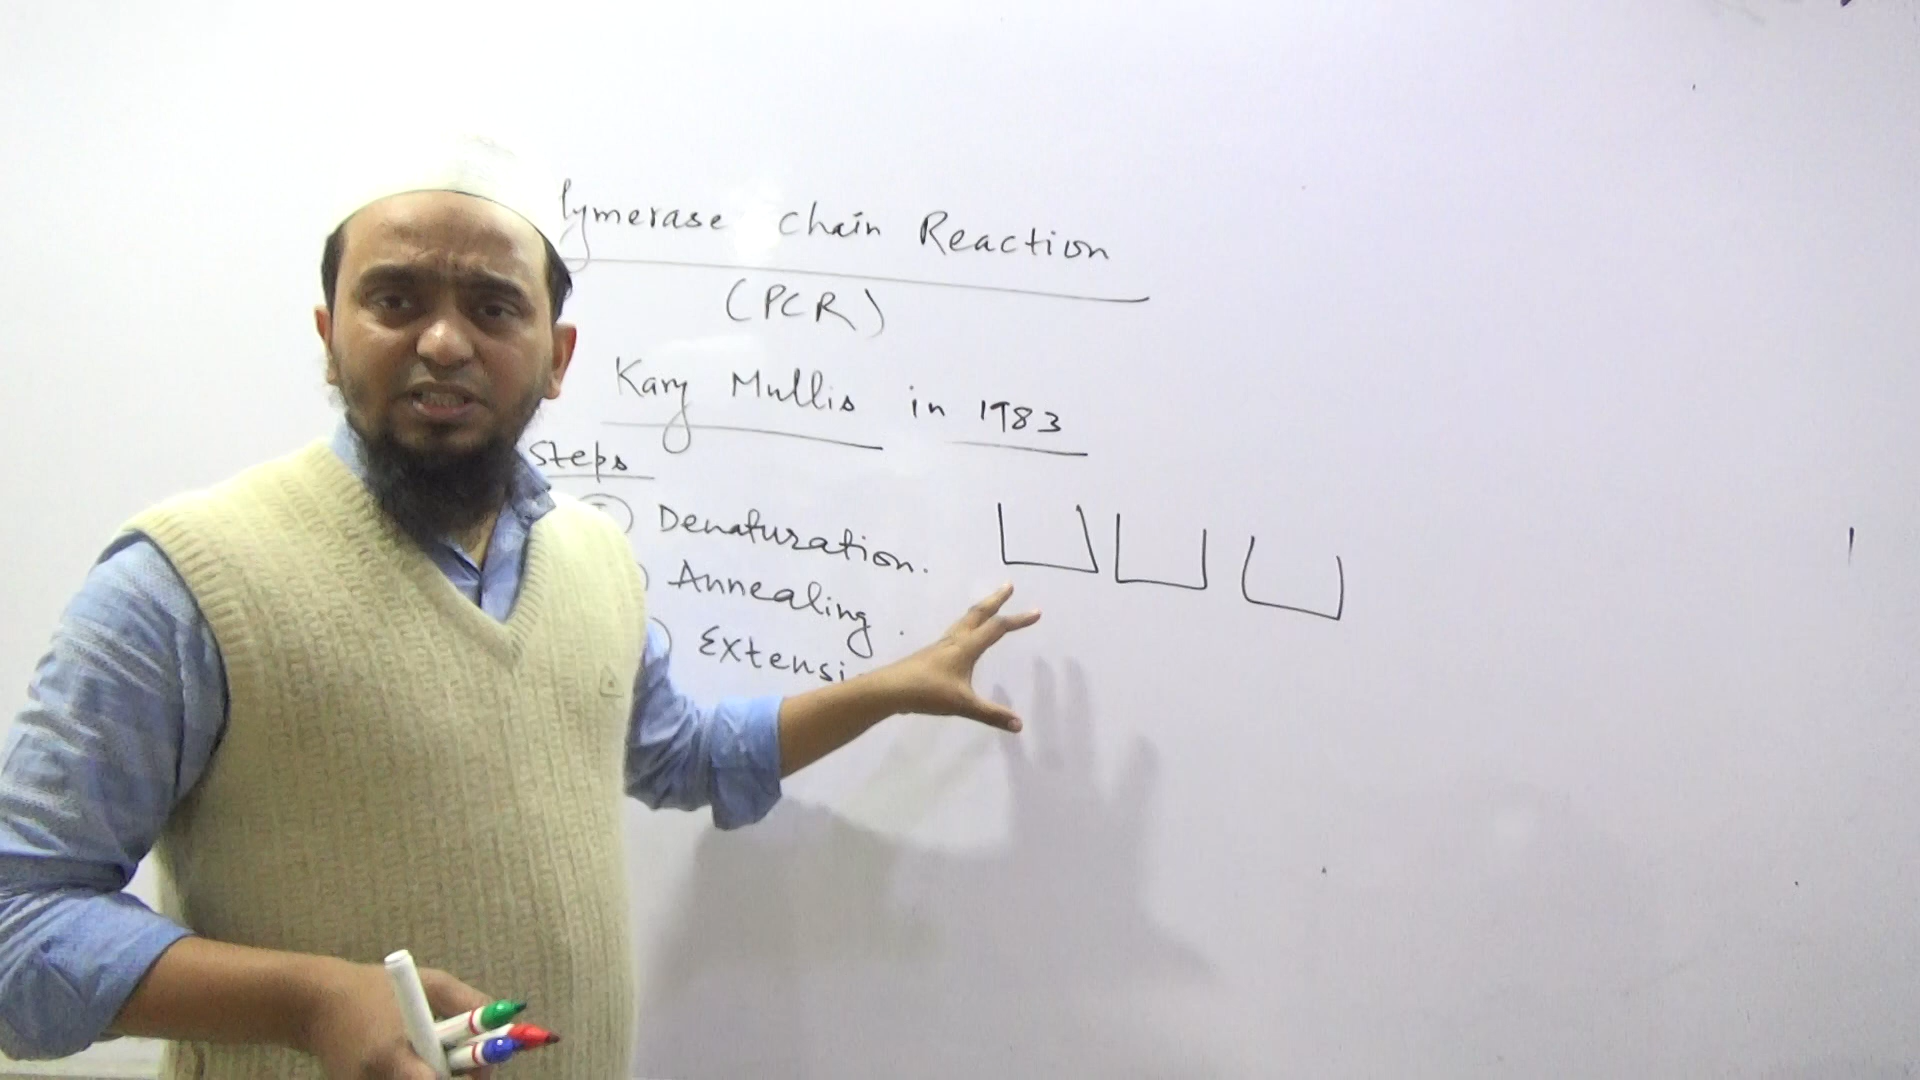 lymerase chain Reaction
(PCR)
Kary Mullis in 1983
Steps
Denaturation.
Annealing.
Extensi